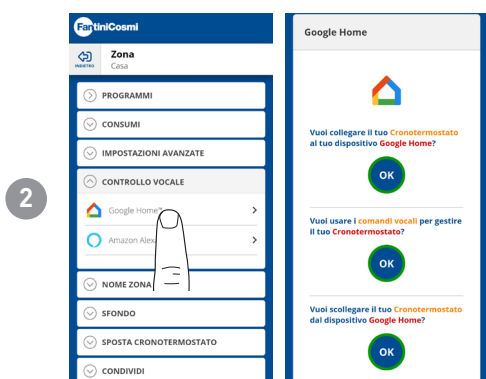 2
FantiniCosmi
INDIETRO
Zona
Casa
PROGRAMMI
CONSUMI
IMPOSTAZIONI AVANZATE
CONTROLLO VOCALE
Google Home
Amazon
NOME ZONA
SFONDO
SPOSTA CRONOTERMOSTATO
CONDIVIDI
Google Home
Vuoi collegare il tuo Cronotermostato
al tuo dispositivo Google Home?
OK
Vuoi usare i comandi vocali per gestire
il tuo Cronotermostato?
OK
Vuoi scollegare il tuo Cronotermostato
dal dispositivo Google Home?
OK